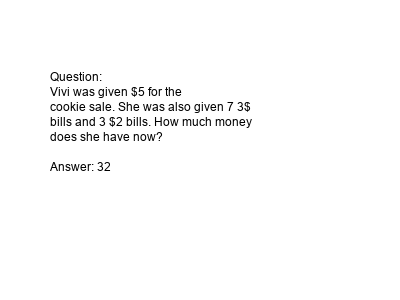 Question:
Vivi was given $5 for the
cookie sale. She was also given 7 3$
bills and 3 $2 bills. How much money
does she have now?
Answer: 32